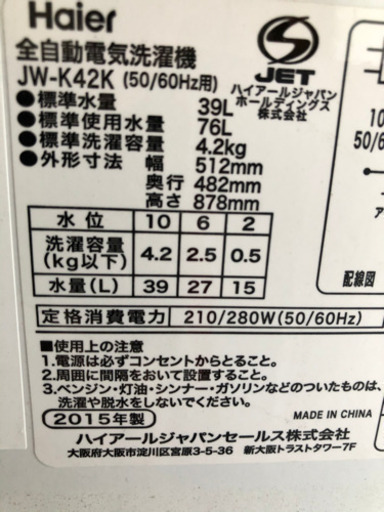 Haier
全自動電気洗濯機
JW-K42K (50/60Hz用)
S
JET
ハイアールジャパン
ホールディングス
株式会社
●標準水量 39L
●標準使用水量 76L
●標準洗濯容量 4.2kg
●外形寸法 幅 512mm
奥行 482mm
高さ 878mm
水位 10 6 2
洗濯容量(kg以下) 4.2 2.5 0.5
水量(L) 39 27 15
定格消費電力 210/280W(50/60Hz)
配線図
■使用上の注意
1.電源は必ずコンセントからとること。
2.周囲に間隔をおいて設置すること。
3.ベンジン・灯油・シンナー・ガソリンなどのついたものは、
洗濯や脱水をしないこと。
2015年製
MADE IN CHINA
ハイアールジャパンセールス株式会社
大阪府大阪市淀川区宮原3-5-36 新大阪トラストタワー7F